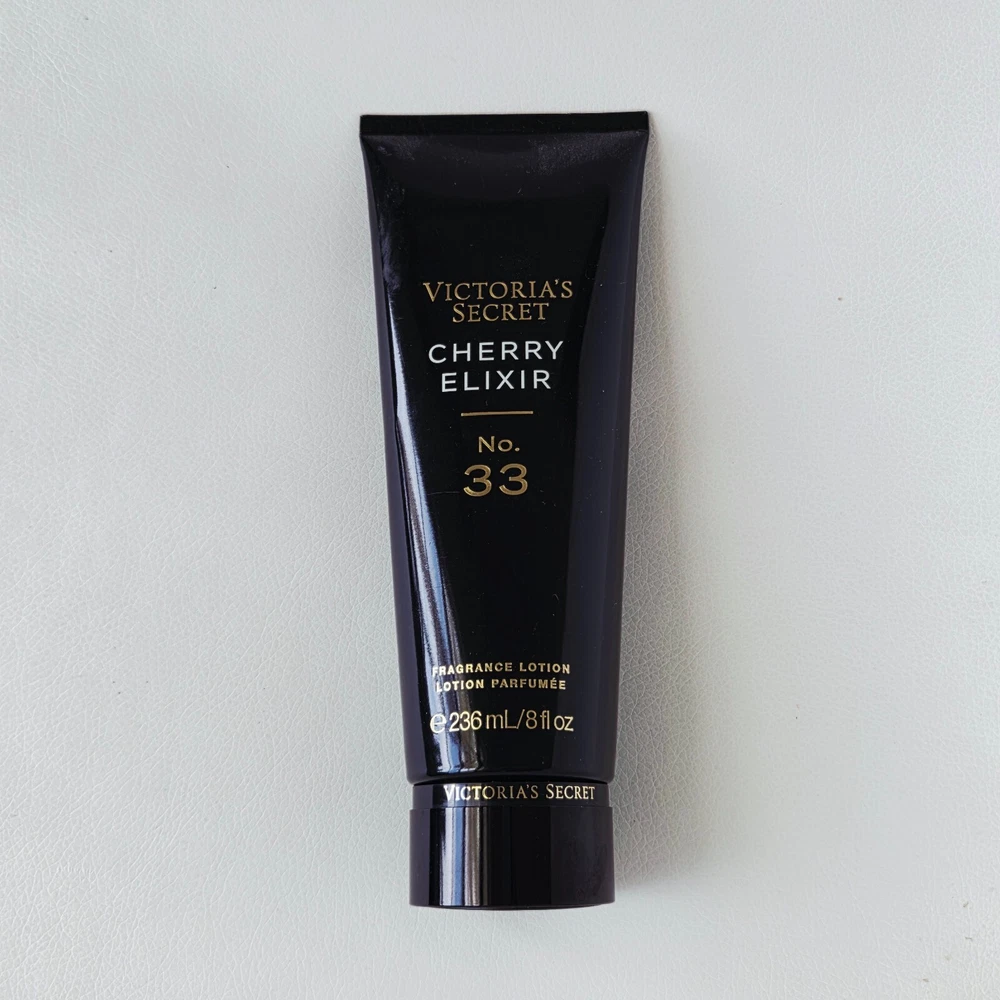 VICTORIA'S
SECRET
CHERRY
ELIXIR
No.
33
FRAGRANCE LOTION
LOTION PARFUMÉE
℮ 236 mL/8 fl oz
VICTORIA'S SECRET